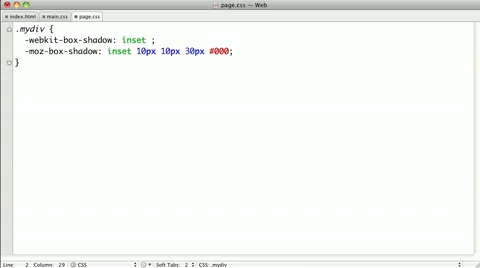 page.css — Web
index.html
main.css
page.css
.mydiv {
-webkit-box-shadow: inset ;
-moz-box-shadow: inset 10px 10px 30px #000;
}
Line: 2 Column: 29 CSS Soft Tabs: 2 CSS: .mydiv